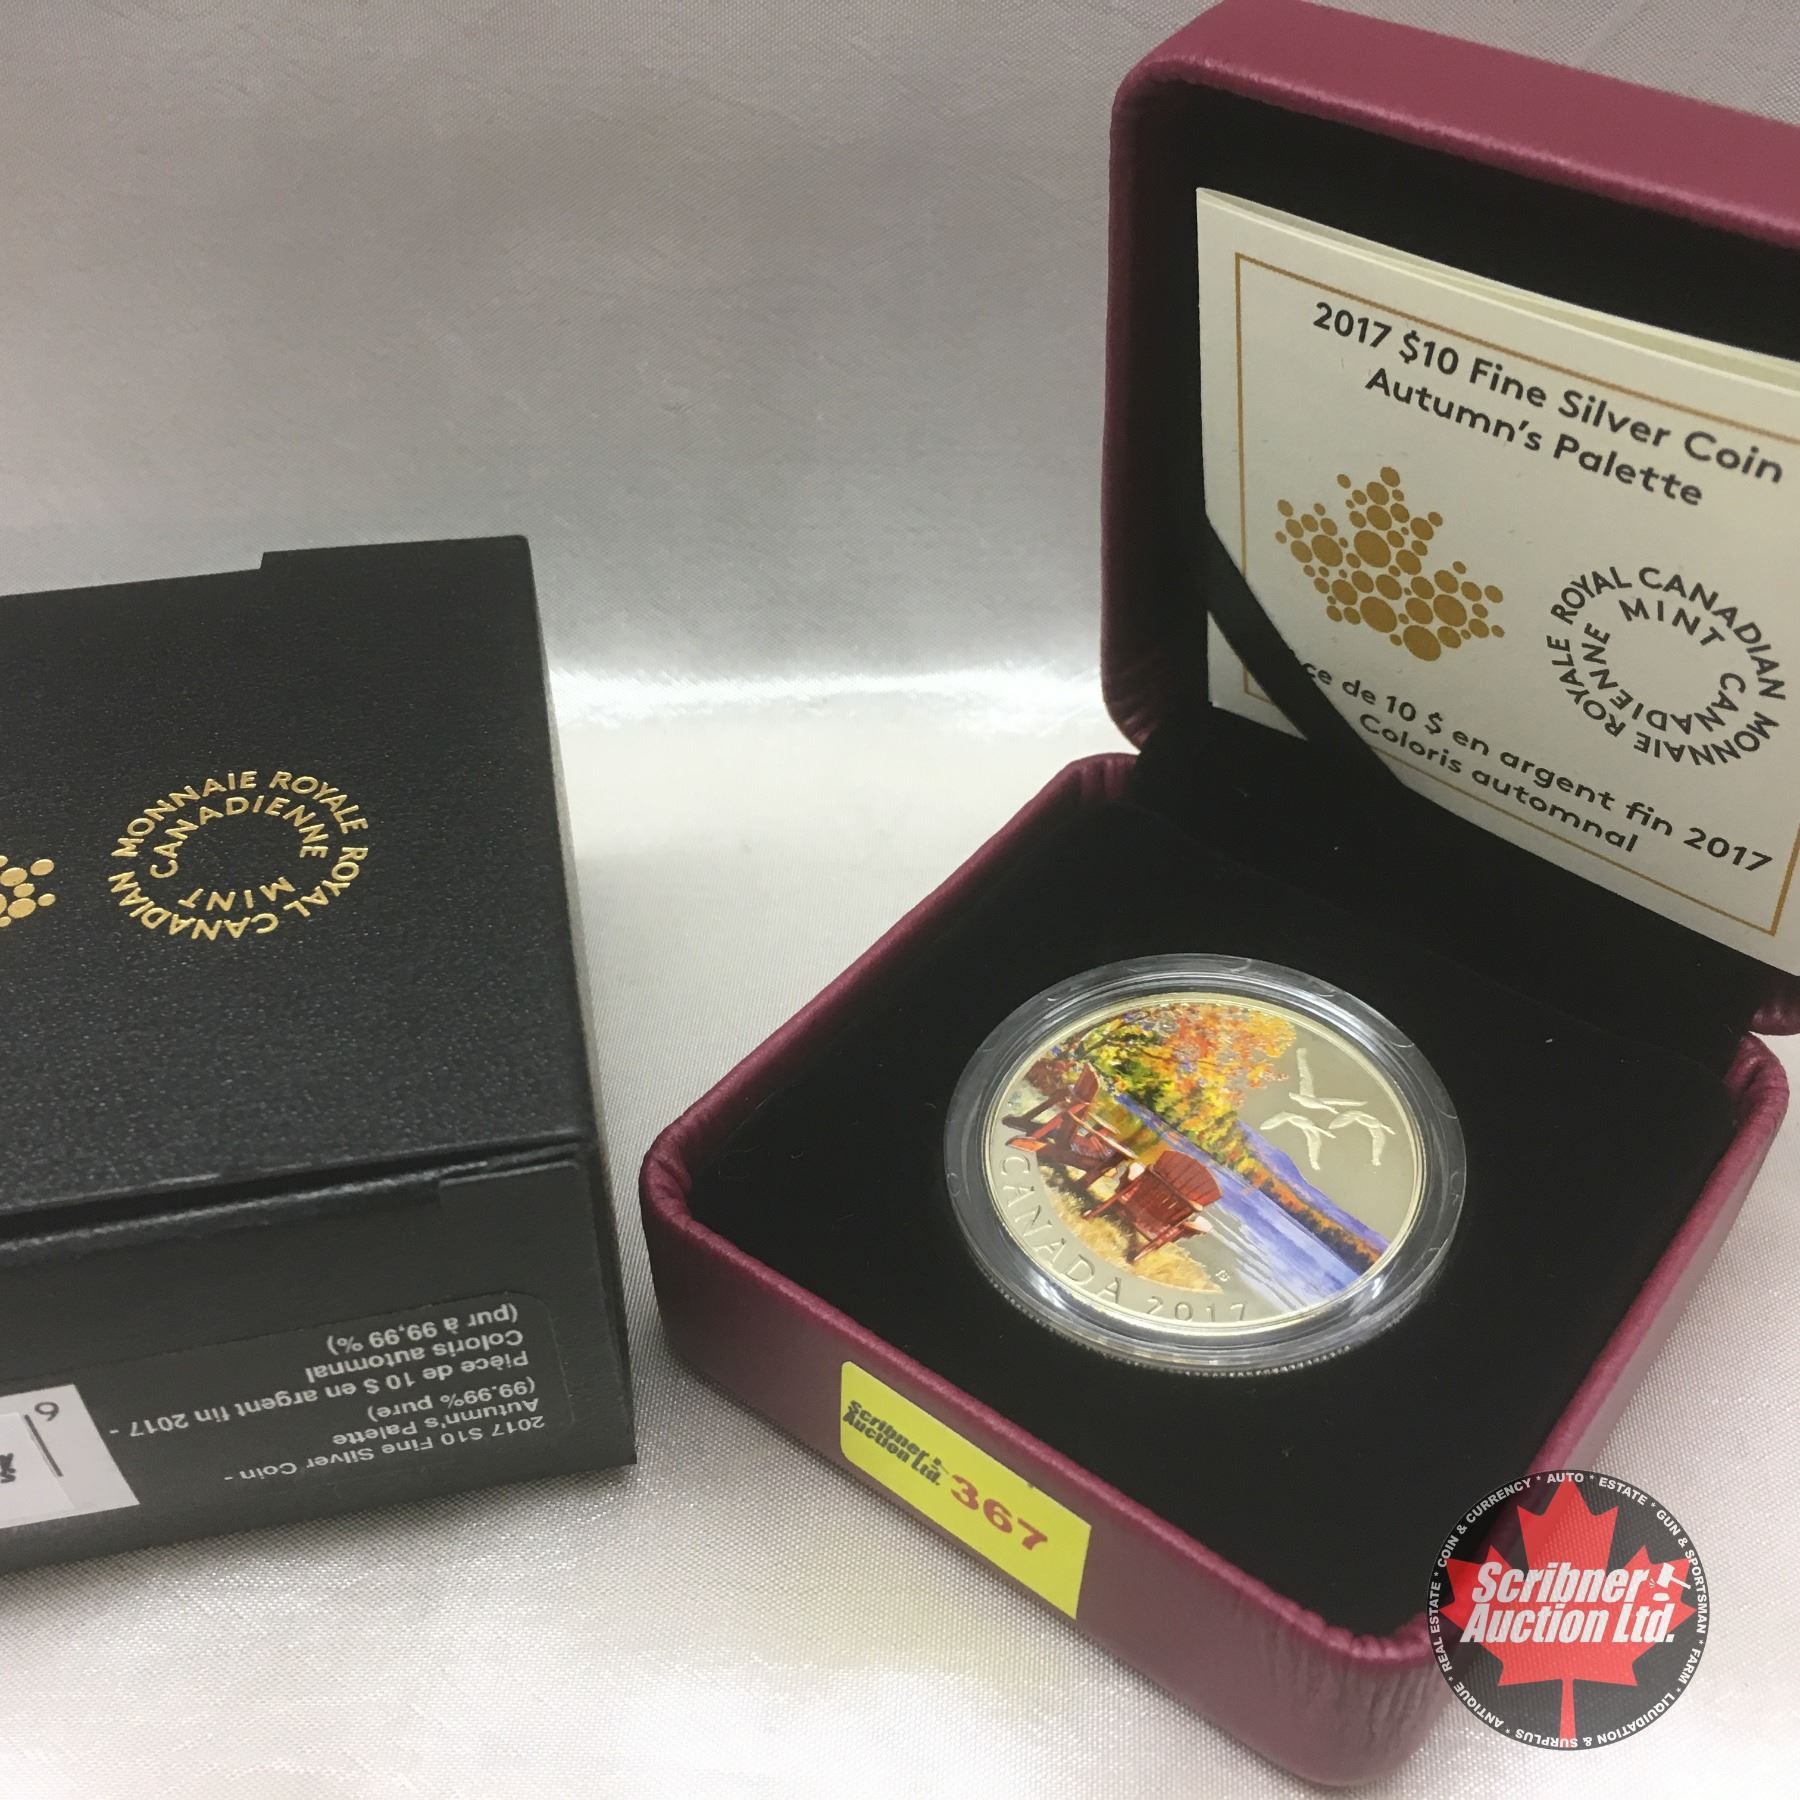 2017 $10 Fine Silver Coin
Autumn's Palette
ROYAL CANADIAN MINT
MONNAIE ROYALE CANADIENNE
ce de 10 $ en argent fin 2017
Coloris automnal
MONNAIE ROYALE CANADIENNE
ROYAL CANADIAN MINT
2017 $10 Fine Silver Coin -
Autumn's Palette
(99.99% pure)
Pièce de 10 $ en argent fin 2017 -
Coloris automnal
(pur à 99,99 %)
6
CANADA 2017
Scribner
Auction Ltd.
367
COIN & CURRENCY * AUTO * ESTATE * GUN & SPORTSMAN * FARM * LIQUIDATION & SURPLUS * ANTIQUE * REAL ESTATE *
Scribner
Auction Ltd.